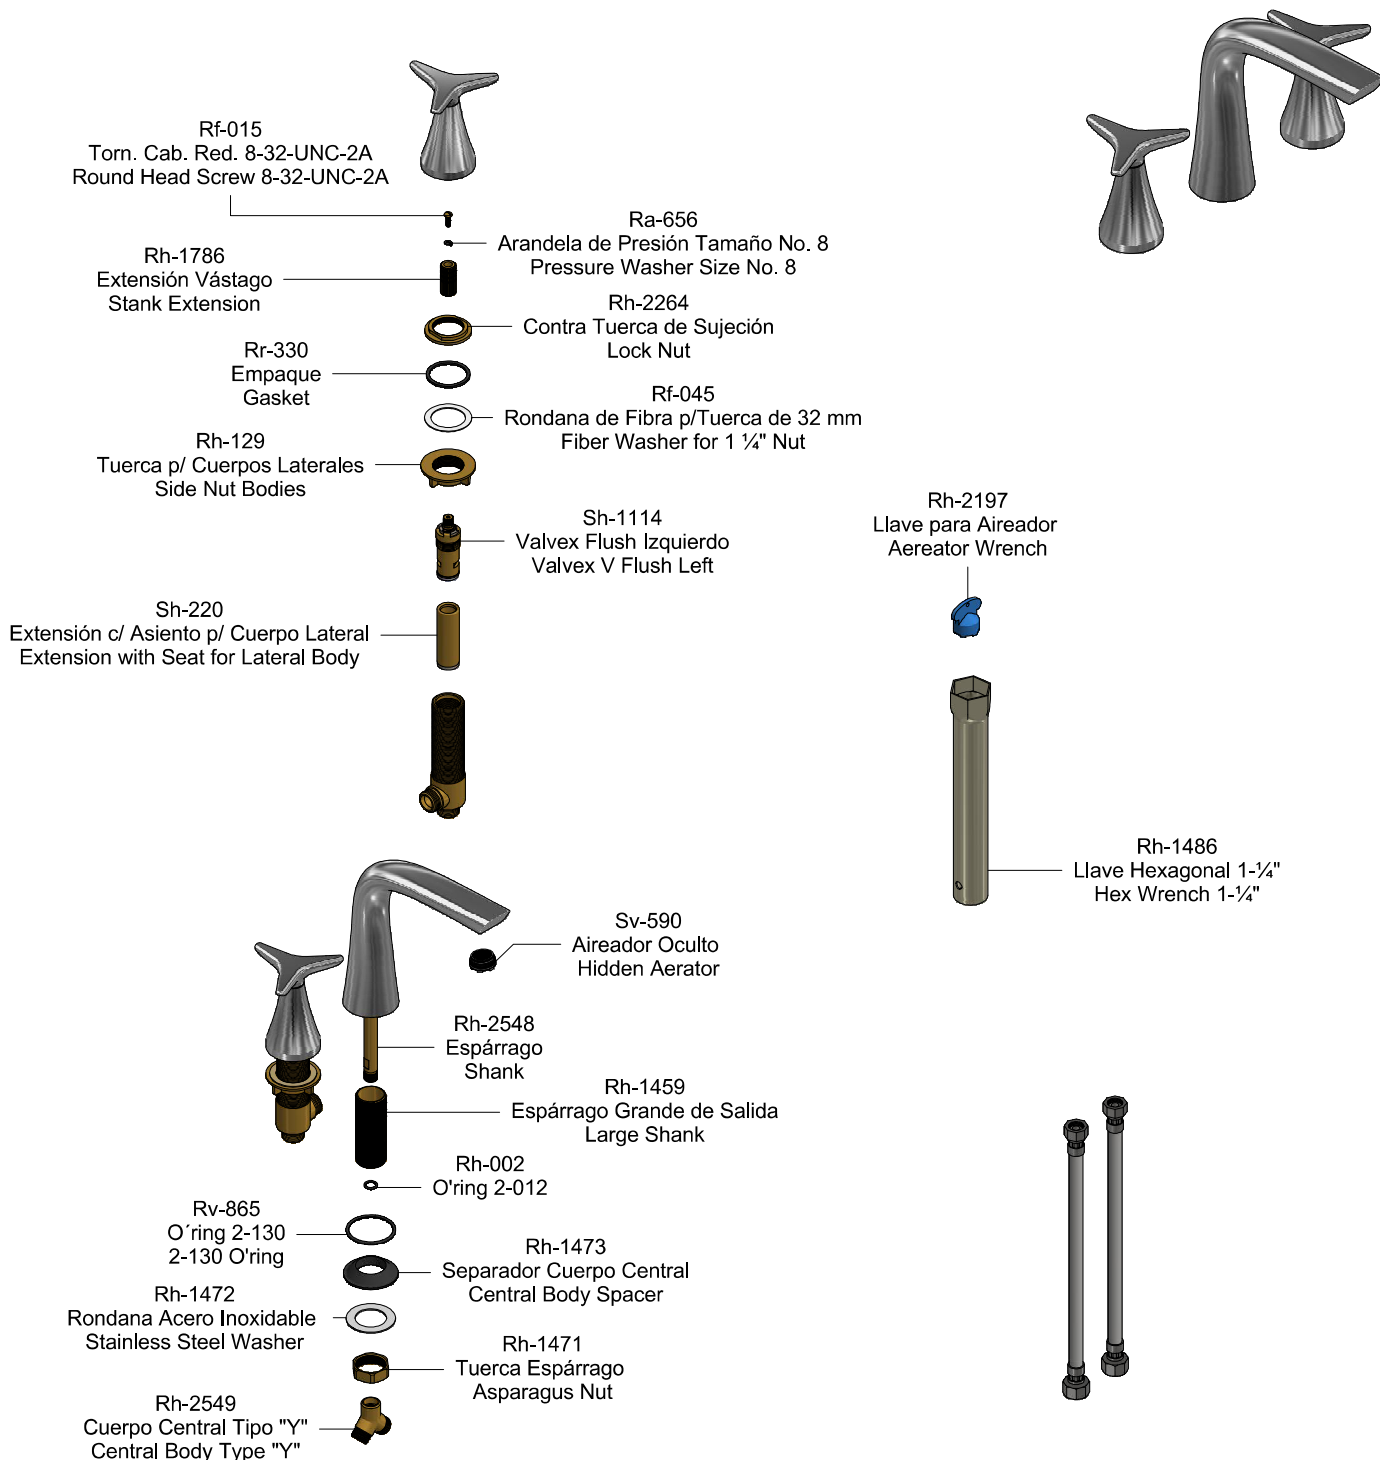 Rf-015
Torn. Cab. Red. 8-32-UNC-2A
Round Head Screw 8-32-UNC-2A
Ra-656
Arandela de Presión Tamaño No. 8
Pressure Washer Size No. 8
Rh-1786
Extensión Vástago
Stank Extension
Rh-2264
Contra Tuerca de Sujeción
Lock Nut
Rr-330
Empaque
Gasket
Rf-045
Rondana de Fibra p/Tuerca de 32 mm
Fiber Washer for 1 ¼" Nut
Rh-129
Tuerca p/ Cuerpos Laterales
Side Nut Bodies
Sh-1114
Valvex Flush Izquierdo
Valvex V Flush Left
Rh-2197
Llave para Aireador
Aereator Wrench
Sh-220
Extensión c/ Asiento p/ Cuerpo Lateral
Extension with Seat for Lateral Body
Rh-1486
Llave Hexagonal 1-¼"
Hex Wrench 1-¼"
Sv-590
Aireador Oculto
Hidden Aerator
Rh-2548
Espárrago
Shank
Rh-1459
Espárrago Grande de Salida
Large Shank
Rh-002
O'ring 2-012
Rv-865
O´ring 2-130
2-130 O'ring
Rh-1473
Separador Cuerpo Central
Central Body Spacer
Rh-1472
Rondana Acero Inoxidable
Stainless Steel Washer
Rh-1471
Tuerca Espárrago
Asparagus Nut
Rh-2549
Cuerpo Central Tipo "Y"
Central Body Type "Y"